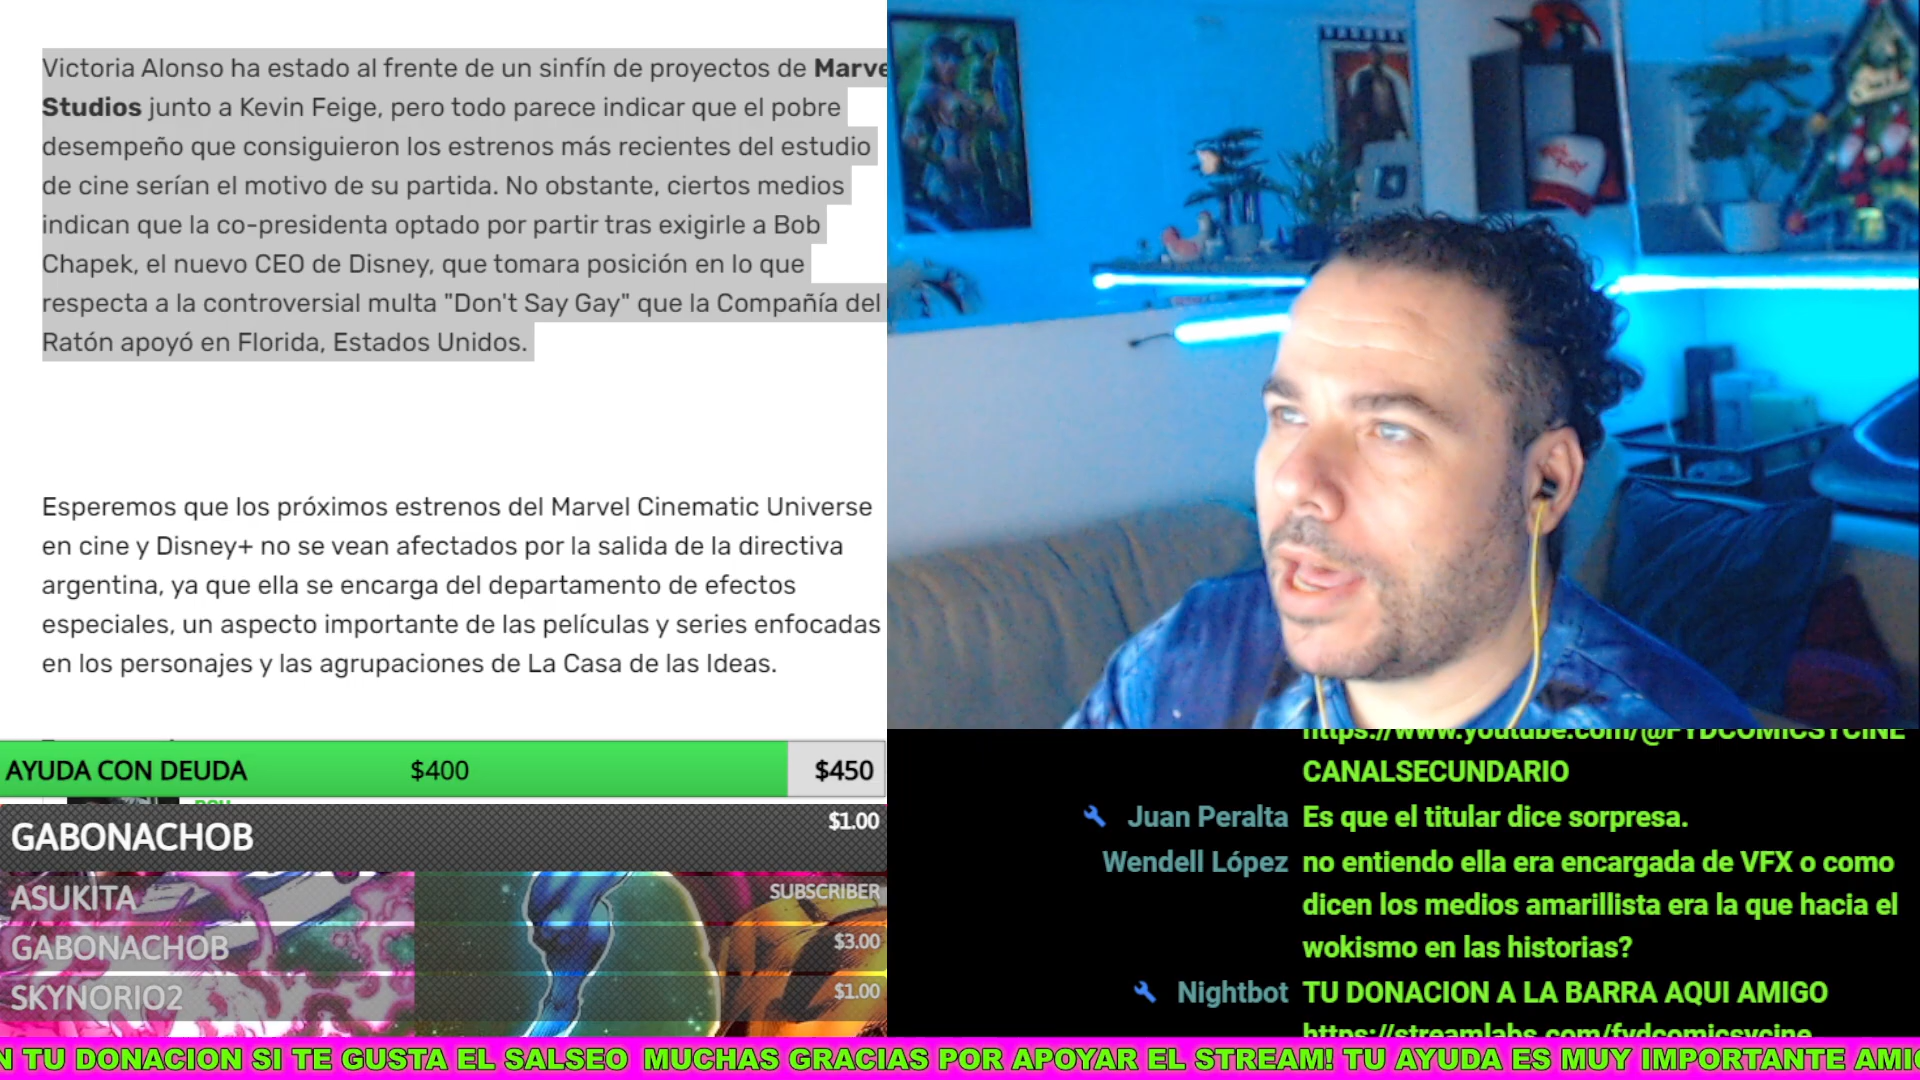 Victoria Alonso ha estado al frente de un sinfín de proyectos de Marve
Studios junto a Kevin Feige, pero todo parece indicar que el pobre
desempeño que consiguieron los estrenos más recientes del estudio
de cine serían el motivo de su partida. No obstante, ciertos medios
indican que la co-presidenta optado por partir tras exigirle a Bob
Chapek, el nuevo CEO de Disney, que tomara posición en lo que
respecta a la controversial multa "Don't Say Gay" que la Compañía del
Ratón apoyó en Florida, Estados Unidos.
Esperemos que los próximos estrenos del Marvel Cinematic Universe
en cine y Disney+ no se vean afectados por la salida de la directiva
argentina, ya que ella se encarga del departamento de efectos
especiales, un aspecto importante de las películas y series enfocadas
en los personajes y las agrupaciones de La Casa de las Ideas.
AYUDA CON DEUDA $400 $450
GABONACHOB $1.00
ASUKITA SUBSCRIBER
GABONACHOB $3.00
SKYNORIO2 $1.00
https://www.youtube.com/@FYDCOMICSYCINE
CANALSECUNDARIO
Juan Peralta Es que el titular dice sorpresa.
Wendell López no entiendo ella era encargada de VFX o como
dicen los medios amarillista era la que hacia el
wokismo en las historias?
Nightbot TU DONACION A LA BARRA AQUI AMIGO
https://streamlabs.com/fydcomicsycine
N TU DONACION SI TE GUSTA EL SALSEO MUCHAS GRACIAS POR APOYAR EL STREAM! TU AYUDA ES MUY IMPORTANTE AMIG